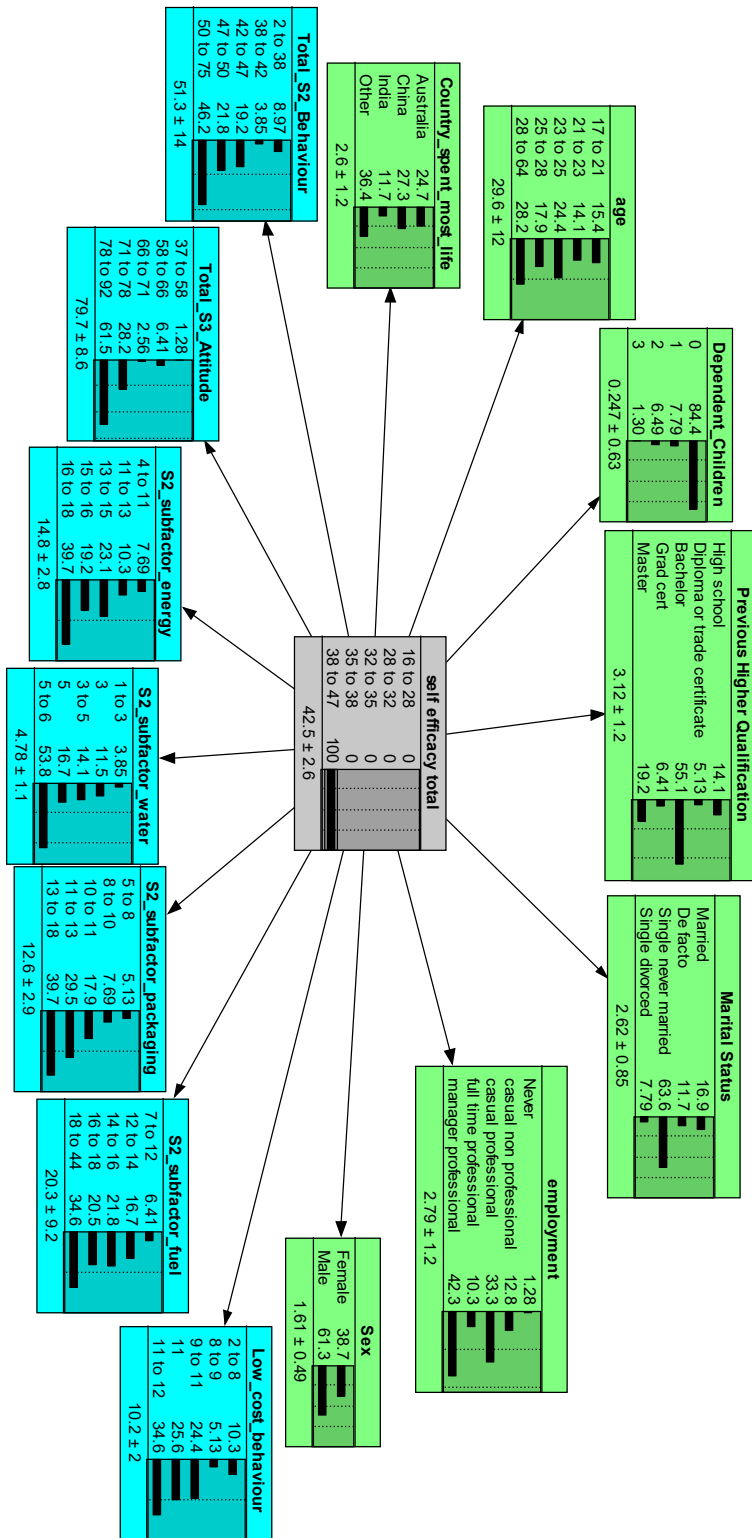 Dependent_Children
0 84.4
1 7.79
2 6.49
3 1.30
0.247 ± 0.63
Previous Higher Qualification
High school 14.1
Diploma or trade certificate 5.13
Bachelor 55.1
Grad cert 6.41
Master 19.2
3.12 ± 1.2
Marital Status
Married 16.9
De facto 11.7
Single never married 63.6
Single divorced 7.79
2.62 ± 0.85
age
17 to 21 15.4
21 to 23 14.1
23 to 25 24.4
25 to 28 17.9
28 to 64 28.2
29.6 ± 12
employment
Never 1.28
casual non professional 12.8
casual professional 33.3
full time professional 10.3
manager professional 42.3
2.79 ± 1.2
Country_spent_most_life
Australia 24.7
China 27.3
India 11.7
Other 36.4
2.6 ± 1.2
self efficacy total
16 to 28 0
28 to 32 0
32 to 35 0
35 to 38 0
38 to 47 100
42.5 ± 2.6
Sex
Female 38.7
Male 61.3
1.61 ± 0.49
Total_S2_Behaviour
2 to 38 8.97
38 to 42 3.85
42 to 47 19.2
47 to 50 21.8
50 to 75 46.2
51.3 ± 14
Total_S3_Attitude
37 to 58 1.28
58 to 66 6.41
66 to 71 2.56
71 to 78 28.2
78 to 92 61.5
79.7 ± 8.6
S2_subfactor_energy
4 to 11 7.69
11 to 13 10.3
13 to 15 23.1
15 to 16 19.2
16 to 18 39.7
14.8 ± 2.8
S2_subfactor_water
1 to 3 3.85
3 11.5
3 to 5 14.1
5 16.7
5 to 6 53.8
4.78 ± 1.1
S2_subfactor_packaging
5 to 8 5.13
8 to 10 7.69
10 to 11 17.9
11 to 13 29.5
13 to 18 39.7
12.6 ± 2.9
S2_subfactor_fuel
7 to 12 6.41
12 to 14 16.7
14 to 16 21.8
16 to 18 20.5
18 to 44 34.6
20.3 ± 9.2
Low_cost_behaviour
2 to 8 10.3
8 to 9 5.13
9 to 11 24.4
11 25.6
11 to 12 34.6
10.2 ± 2